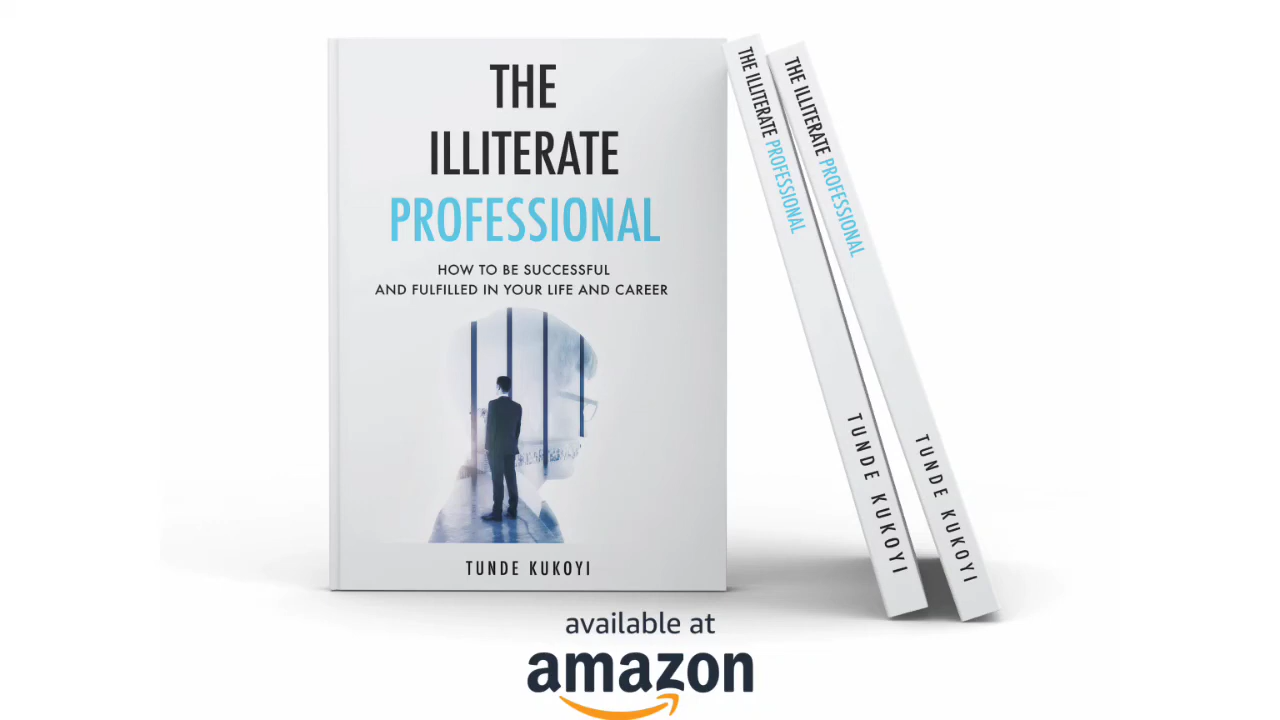 THE
ILLITERATE
PROFESSIONAL
HOW TO BE SUCCESSFUL
AND FULFILLED IN YOUR LIFE AND CAREER
TUNDE KUKOYI
THE ILLITERATE PROFESSIONAL TUNDE KUKOYI
THE ILLITERATE PROFESSIONAL TUNDE KUKOYI
available at
amazon